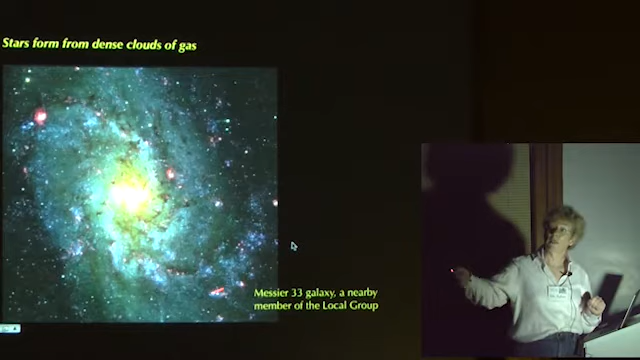 Stars form from dense clouds of gas
Messier 33 galaxy, a nearby
member of the Local Group